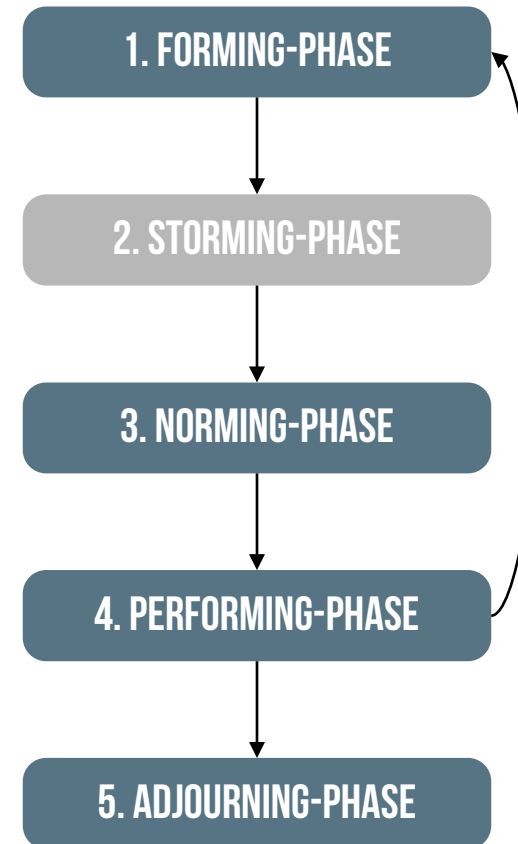 1. FORMING-PHASE
2. STORMING-PHASE
3. NORMING-PHASE
4. PERFORMING-PHASE
5. ADJOURNING-PHASE